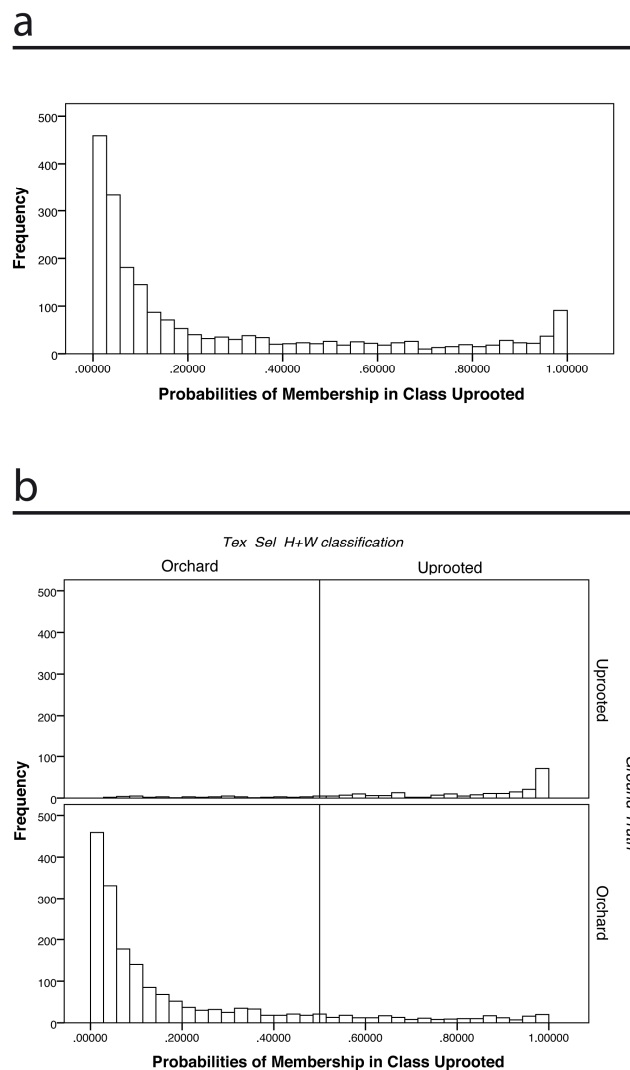 a
500
400
300
200
100
0
Frequency
.00000 .20000 .40000 .60000 .80000 1.00000
Probabilities of Membership in Class Uprooted
b
Tex Sel H+W classification
Orchard Uprooted
500
400
300
200
100
0
Uprooted
Frequency
500
400
300
200
100
0
Orchard
.00000 .20000 .40000 .60000 .80000 1.00000
Probabilities of Membership in Class Uprooted